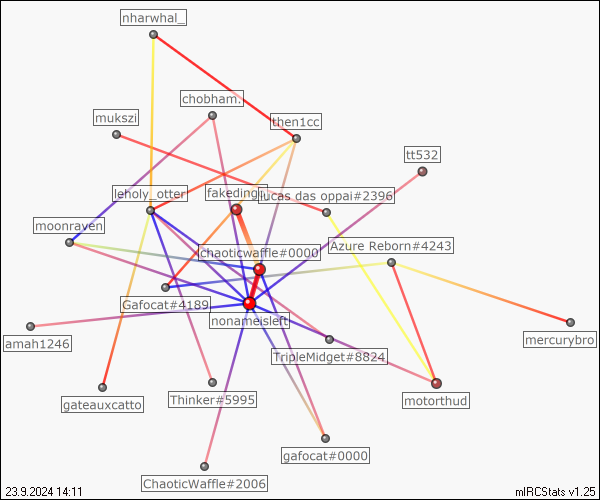 nharwhal_
chobham.
mukszi
then1cc
tt532
leholy_otter
fakeding
lucas das oppai#2396
moonraven
Azure Reborn#4243
chaoticwaffle#0000
Gafocat#4189
nonameisleft
amah1246
TripleMidget#8824
mercurybro
gateauxcatto
Thinker#5995
motorthud
gafocat#0000
ChaoticWaffle#2006
23.9.2024 14:11
mIRCStats v1.25